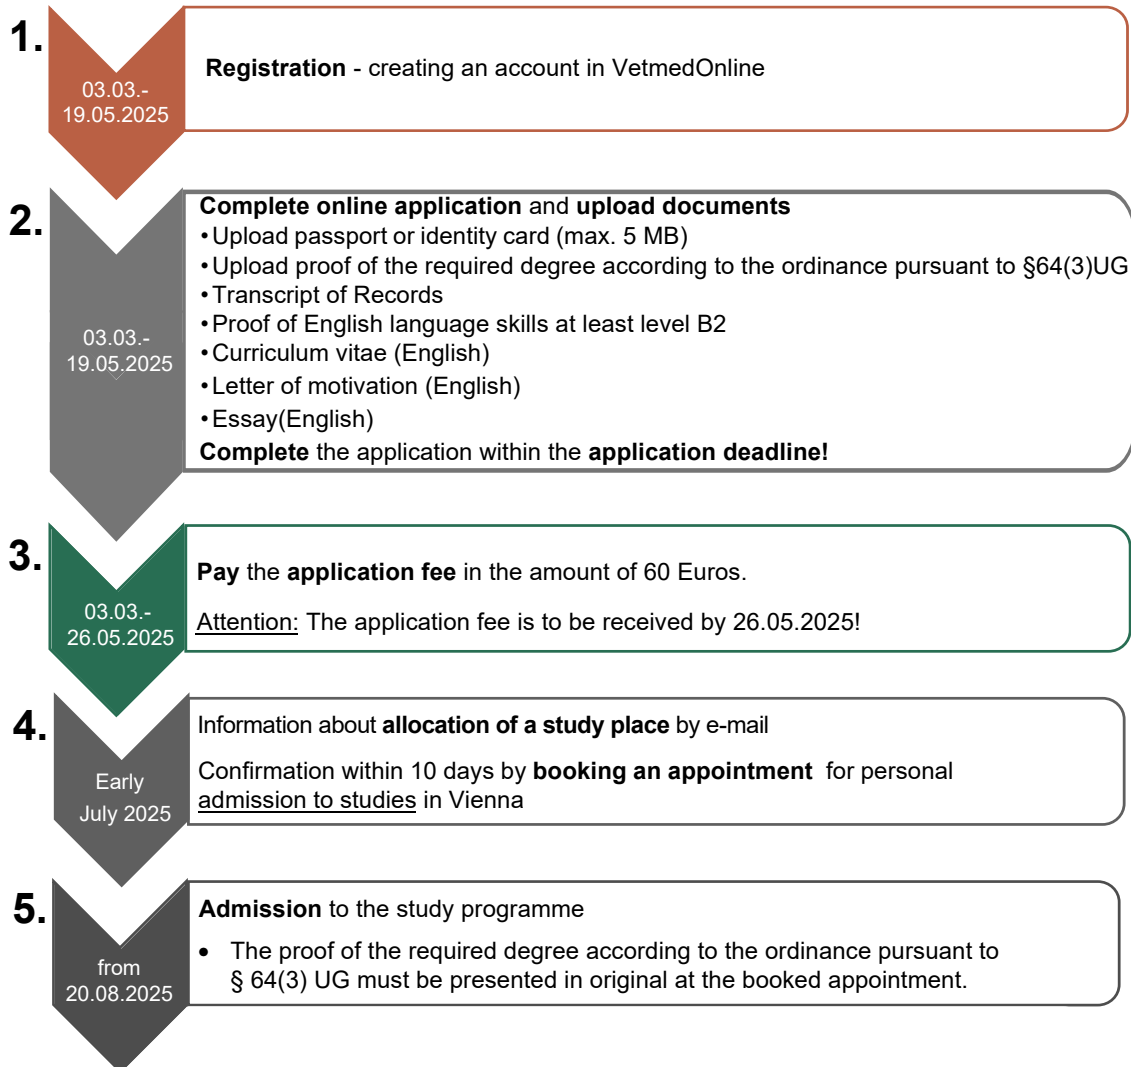 1.
03.03.-
19.05.2025
Registration - creating an account in VetmedOnline
2.
03.03.-
19.05.2025
Complete online application and upload documents
•Upload passport or identity card (max. 5 MB)
•Upload proof of the required degree according to the ordinance pursuant to §64(3)UG
•Transcript of Records
•Proof of English language skills at least level B2
•Curriculum vitae (English)
•Letter of motivation (English)
•Essay(English)
Complete the application within the application deadline!
3.
03.03.-
26.05.2025
Pay the application fee in the amount of 60 Euros.
Attention: The application fee is to be received by 26.05.2025!
4.
Early
July 2025
Information about allocation of a study place by e-mail
Confirmation within 10 days by booking an appointment for personal
admission to studies in Vienna
5.
from
20.08.2025
Admission to the study programme
• The proof of the required degree according to the ordinance pursuant to
§ 64(3) UG must be presented in original at the booked appointment.